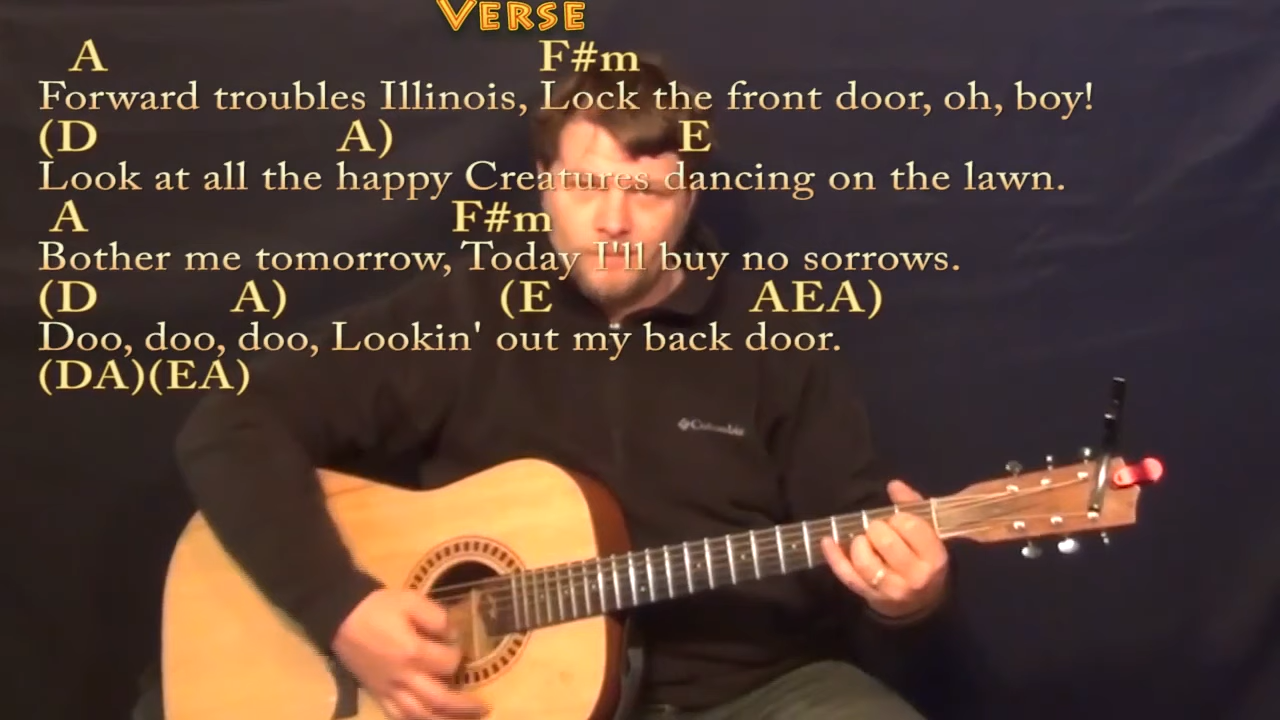 VERSE
A F#m
Forward troubles Illinois, Lock the front door, oh, boy!
(D A) E
Look at all the happy Creatures dancing on the lawn.
A F#m
Bother me tomorrow, Today I'll buy no sorrows.
(D A) (E AEA)
Doo, doo, doo, Lookin' out my back door.
(DA)(EA)
Columbia